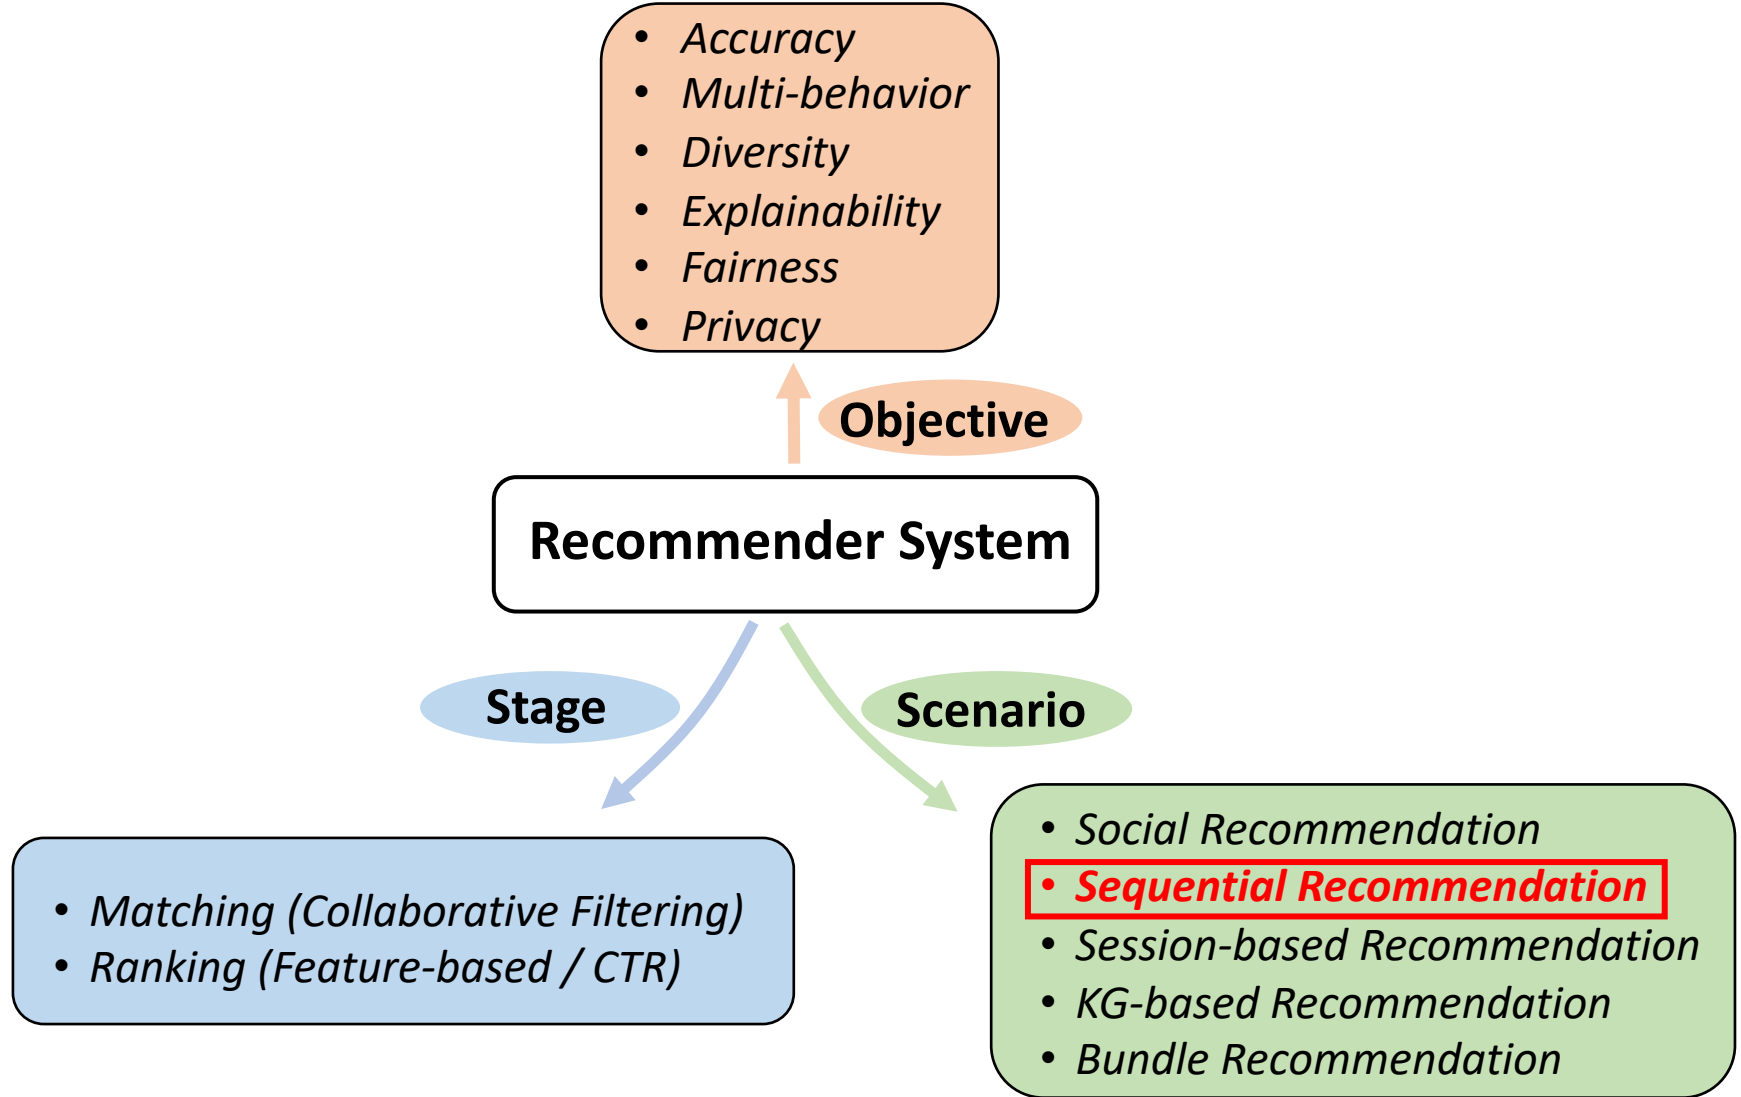 • Accuracy
• Multi-behavior
• Diversity
• Explainability
• Fairness
• Privacy
Objective
Recommender System
Stage
Scenario
• Matching (Collaborative Filtering)
• Ranking (Feature-based / CTR)
• Social Recommendation
• Sequential Recommendation
• Session-based Recommendation
• KG-based Recommendation
• Bundle Recommendation